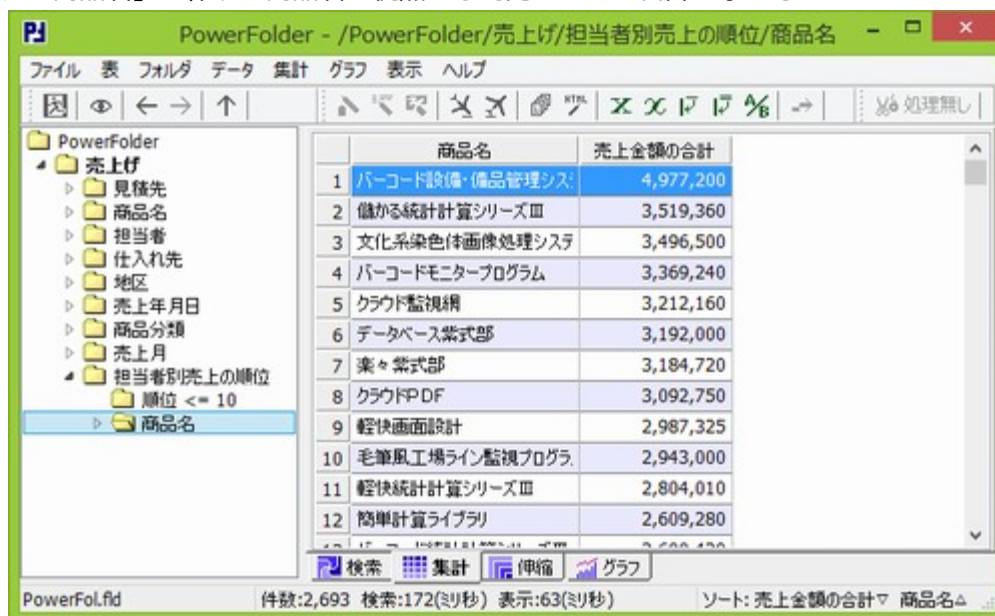 PowerFolder - /PowerFolder/売上げ/担当者別売上の順位/商品名
ファイル 表 フォルダ データ 集計 グラフ 表示 ヘルプ
処理無し
PowerFolder
売上げ
見積先
商品名
担当者
仕入れ先
地区
売上年月日
商品分類
売上月
担当者別売上の順位
順位 <= 10
商品名
商品名 売上金額の合計
1 バーコード設備・備品管理シス 4,977,200
2 儲かる統計計算シリーズⅢ 3,519,360
3 文化系染色体画像処理システ 3,496,500
4 バーコードモニタープログラム 3,369,240
5 クラウド監視網 3,212,160
6 データベース紫式部 3,192,000
7 楽々紫式部 3,184,720
8 クラウドPDF 3,092,750
9 軽快画面設計 2,987,325
10 毛筆風工場ライン監視プログラ 2,943,000
11 軽快統計計算シリーズⅢ 2,804,010
12 簡単計算ライブラリ 2,609,280
検索 集計 伸縮 グラフ
PowerFol.fld 件数:2,693 検索:172(ミリ秒) 表示:63(ミリ秒) ソート: 売上金額の合計▽ 商品名△